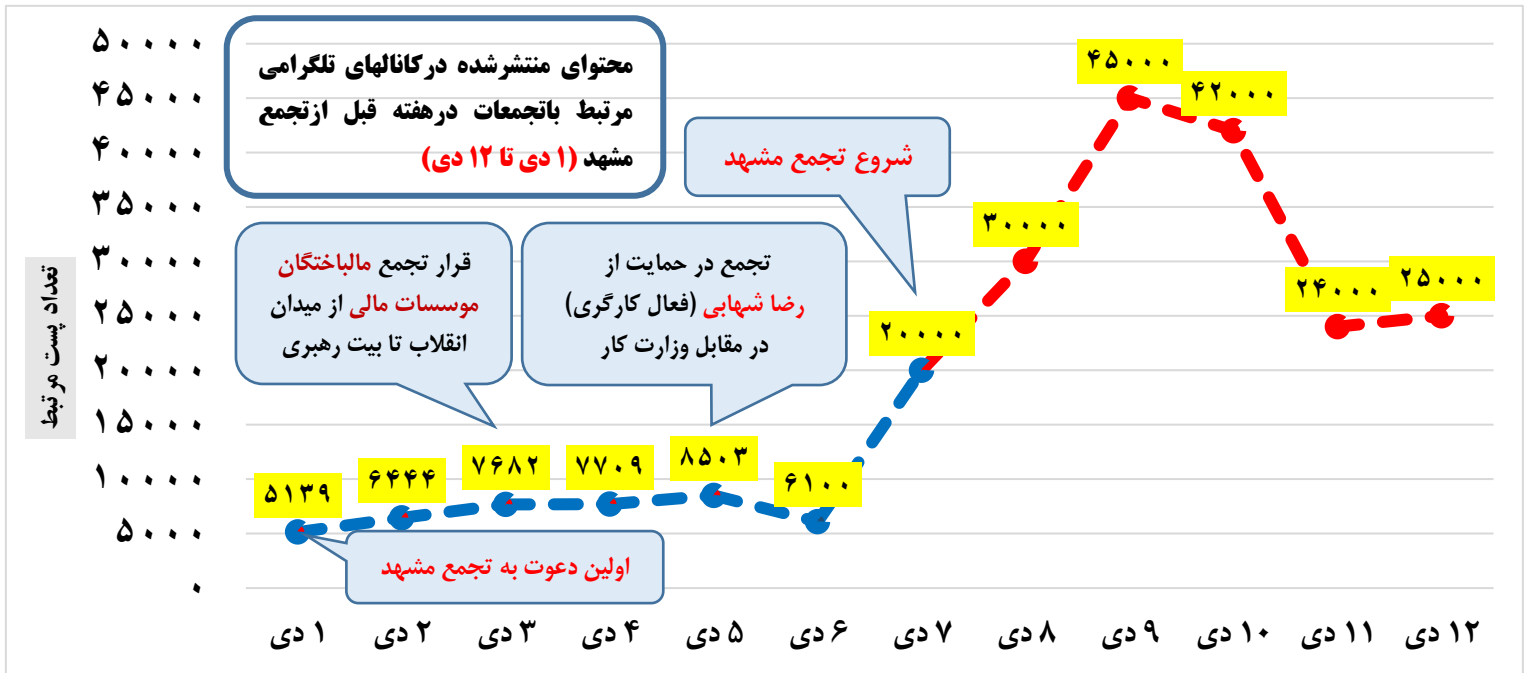 محتوای منتشرشده درکانالهای تلگرامی
مرتبط باتجمعات درهفته قبل ازتجمع
مشهد (۱ دی تا ۱۲ دی)
تعداد پست مرتبط
۵۰۰۰۰
۴۵۰۰۰
۴۰۰۰۰
۳۵۰۰۰
۳۰۰۰۰
۲۵۰۰۰
۲۰۰۰۰
۱۵۰۰۰
۱۰۰۰۰
۵۰۰۰
۰
شروع تجمع مشهد
قرار تجمع مالباختگان
موسسات مالی از میدان
انقلاب تا بیت رهبری
تجمع در حمایت از
رضا شهابی (فعال کارگری)
در مقابل وزارت کار
اولین دعوت به تجمع مشهد
۵۱۳۹
۶۴۴۴
۷۶۸۲
۷۷۰۹
۸۵۰۳
۶۱۰۰
۲۰۰۰۰
۳۰۰۰۰
۴۵۰۰۰
۴۲۰۰۰
۲۴۰۰۰
۲۵۰۰۰
۱ دی
۲ دی
۳ دی
۴ دی
۵ دی
۶ دی
۷ دی
۸ دی
۹ دی
۱۰ دی
۱۱ دی
۱۲ دی